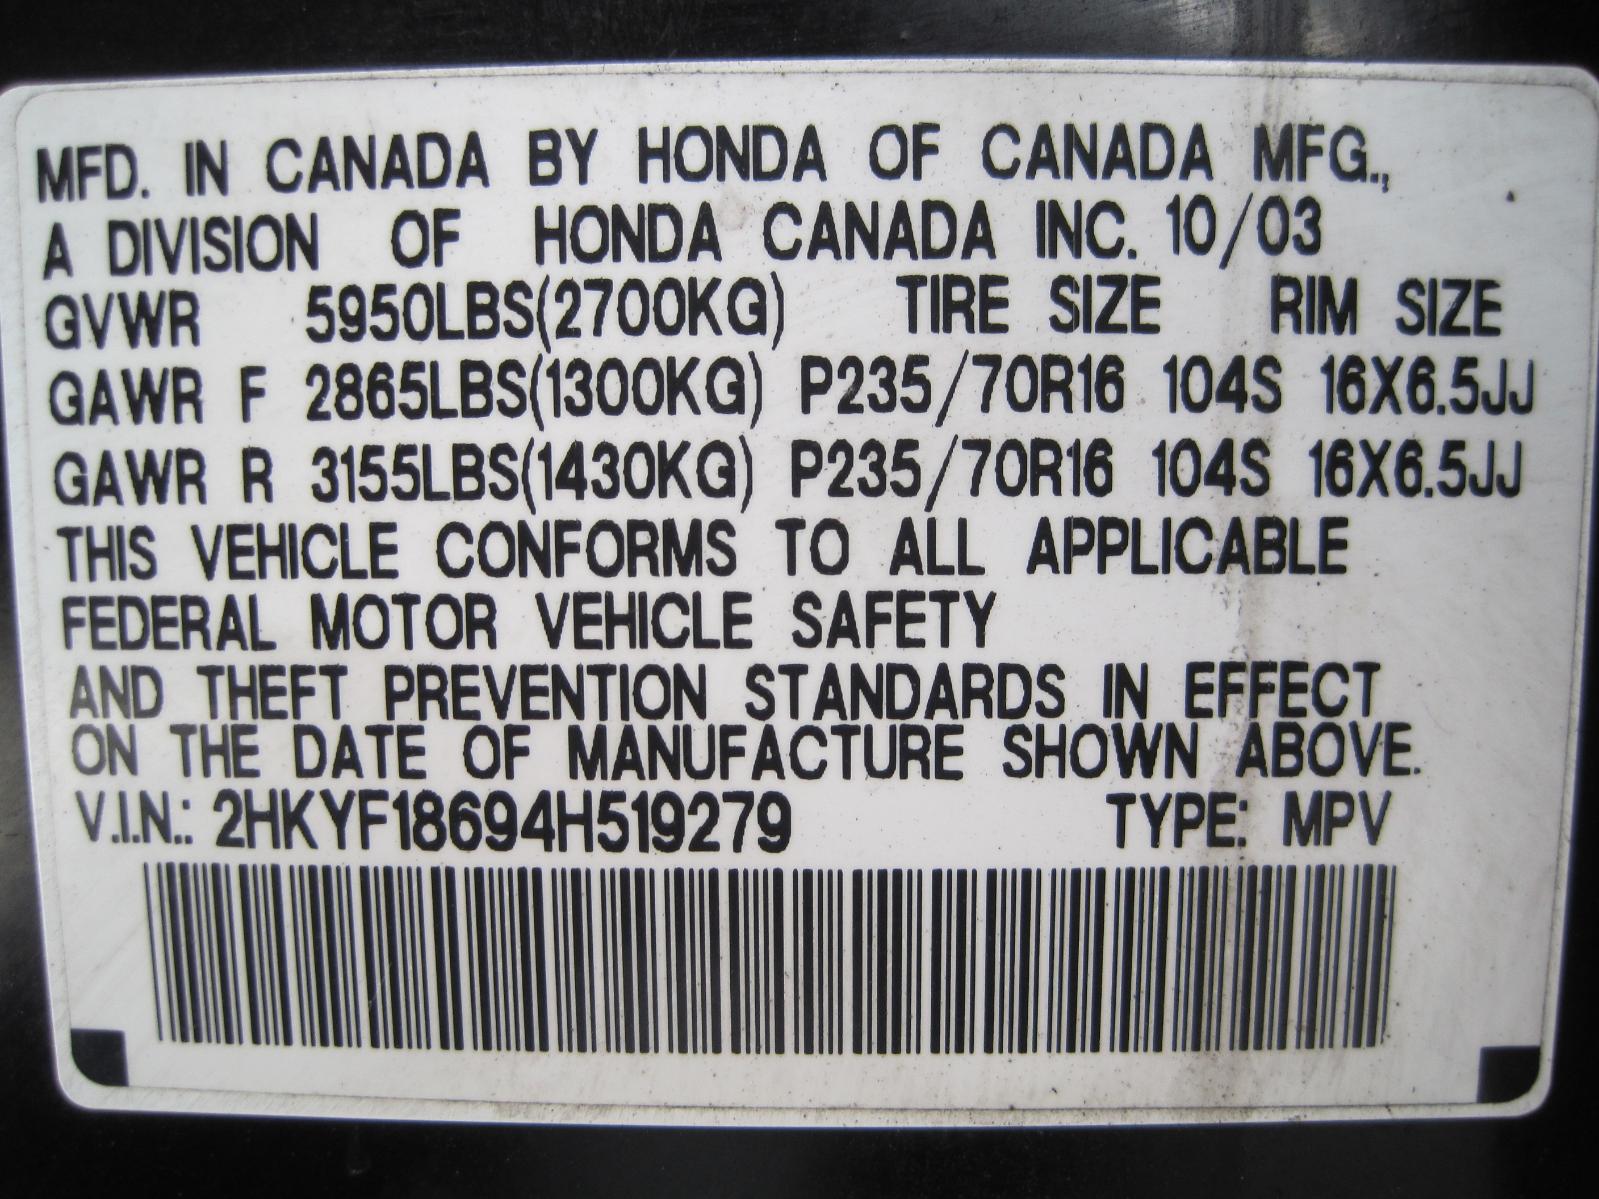 MFD. IN CANADA BY HONDA OF CANADA MFG.,
A DIVISION OF HONDA CANADA INC. 10/03
GVWR 5950LBS(2700KG) TIRE SIZE RIM SIZE
GAWR F 2865LBS(1300KG) P235/70R16 104S 16X6.5JJ
GAWR R 3155LBS(1430KG) P235/70R16 104S 16X6.5JJ
THIS VEHICLE CONFORMS TO ALL APPLICABLE
FEDERAL MOTOR VEHICLE SAFETY
AND THEFT PREVENTION STANDARDS IN EFFECT
ON THE DATE OF MANUFACTURE SHOWN ABOVE.
V.I.N.: 2HKYF18694H519279 TYPE: MPV